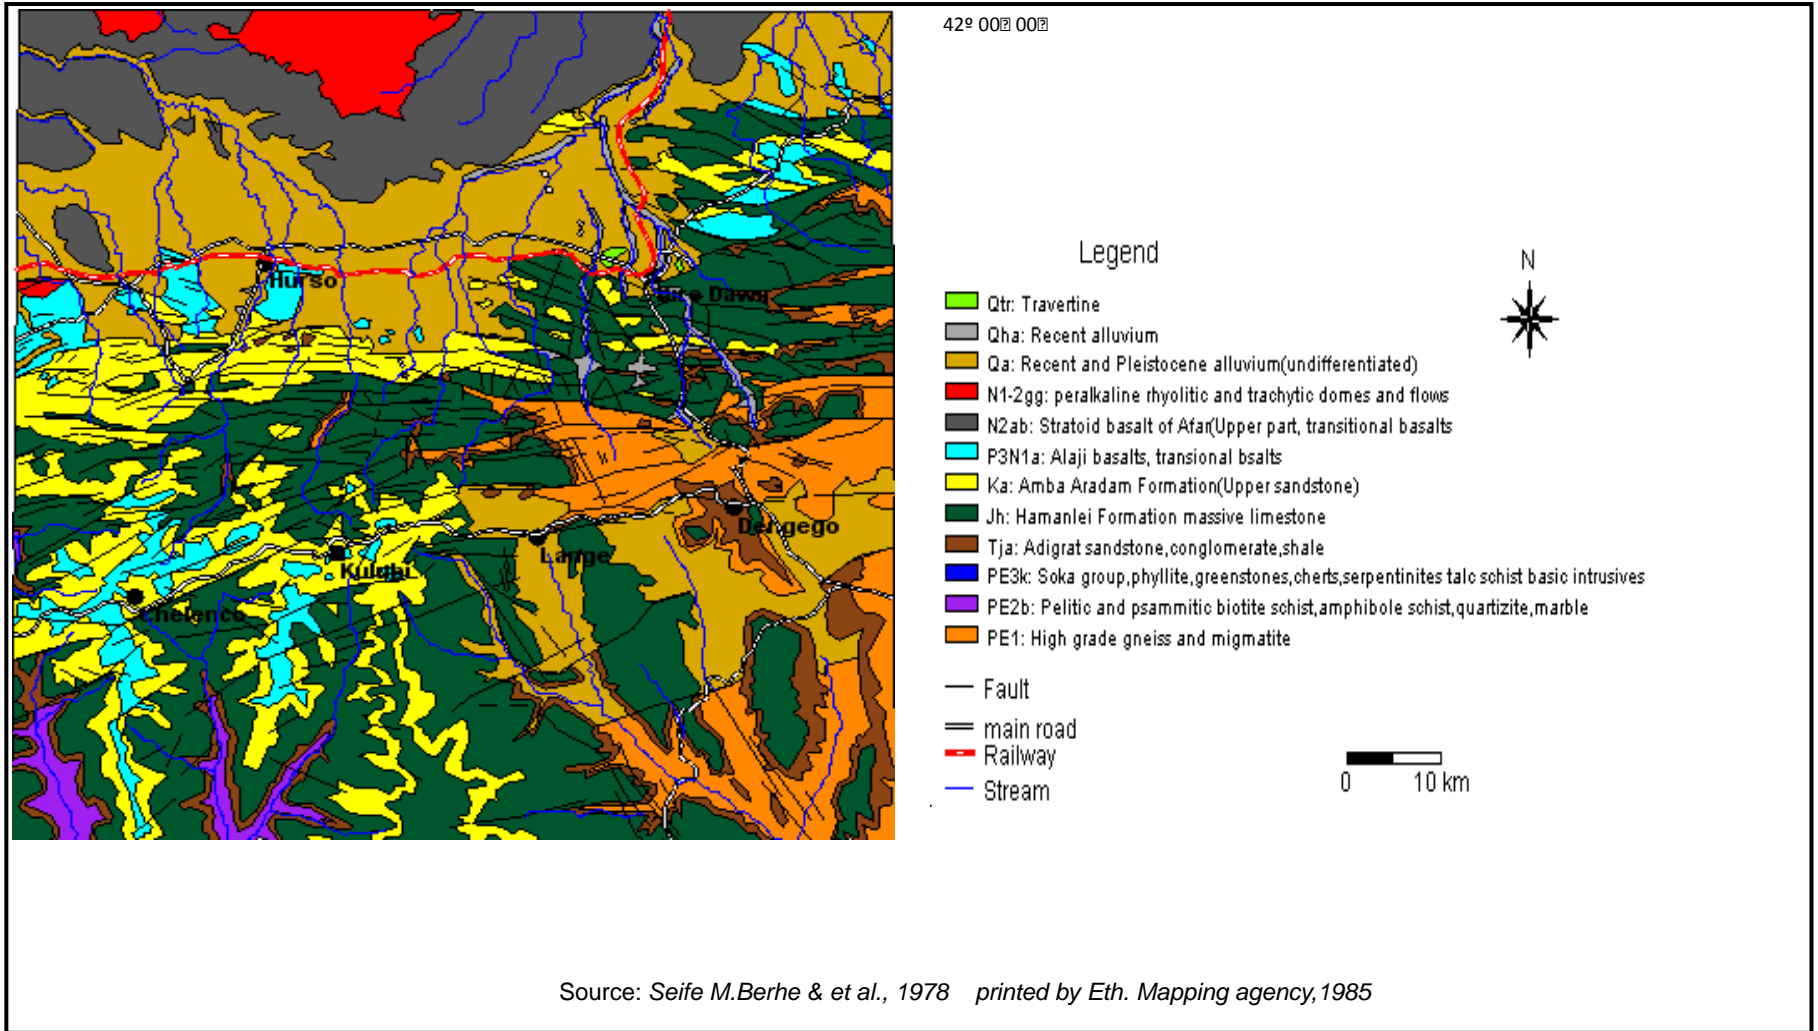 42º 00 00
Hurso
Dire Dawa
Dengego
Lange
Kulubi
Chelenco
Legend
N
Qtr: Travertine
Qha: Recent alluvium
Qa: Recent and Pleistocene alluvium(undifferentiated)
N1-2gg: peralkaline rhyolitic and trachytic domes and flows
N2ab: Stratoid basalt of Afar(Upper part, transitional basalts
P3N1a: Alaji basalts, transional bsalts
Ka: Amba Aradam Formation(Upper sandstone)
Jh: Hamanlei Formation massive limestone
Tja: Adigrat sandstone,conglomerate,shale
PE3k: Soka group,phyllite,greenstones,cherts,serpentinites talc schist basic intrusives
PE2b: Pelitic and psammitic biotite schist,amphibole schist,quartizite,marble
PE1: High grade gneiss and migmatite
Fault
main road
Railway
Stream
0 10 km
Source: Seife M.Berhe & et al., 1978 printed by Eth. Mapping agency,1985